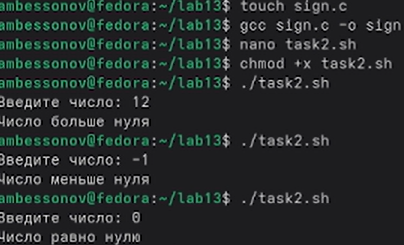 ambessonov@fedora:~/lab13$ touch sign.c
ambessonov@fedora:~/lab13$ gcc sign.c -o sign
ambessonov@fedora:~/lab13$ nano task2.sh
ambessonov@fedora:~/lab13$ chmod +x task2.sh
ambessonov@fedora:~/lab13$ ./task2.sh
Введите число: 12
Число больше нуля
ambessonov@fedora:~/lab13$ ./task2.sh
Введите число: -1
Число меньше нуля
ambessonov@fedora:~/lab13$ ./task2.sh
Введите число: 0
Число равно нулю